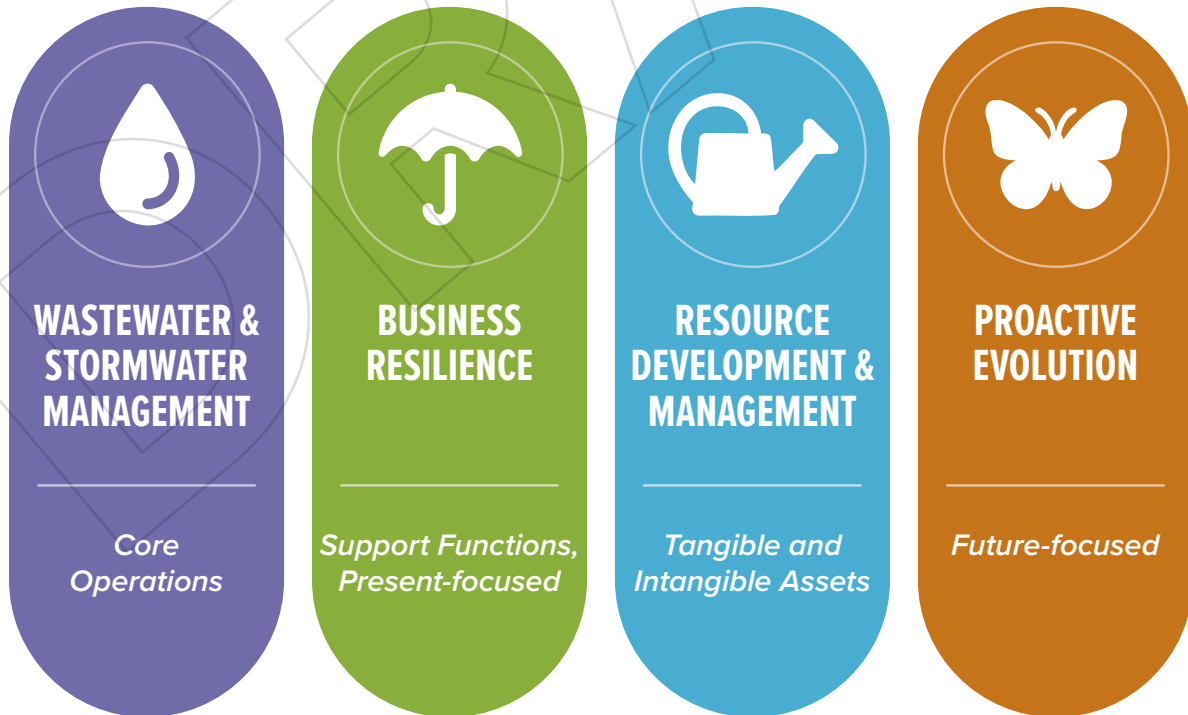 WASTEWATER &
STORMWATER
MANAGEMENT
Core
Operations
BUSINESS
RESILIENCE
Support Functions,
Present-focused
RESOURCE
DEVELOPMENT &
MANAGEMENT
Tangible and
Intangible Assets
PROACTIVE
EVOLUTION
Future-focused